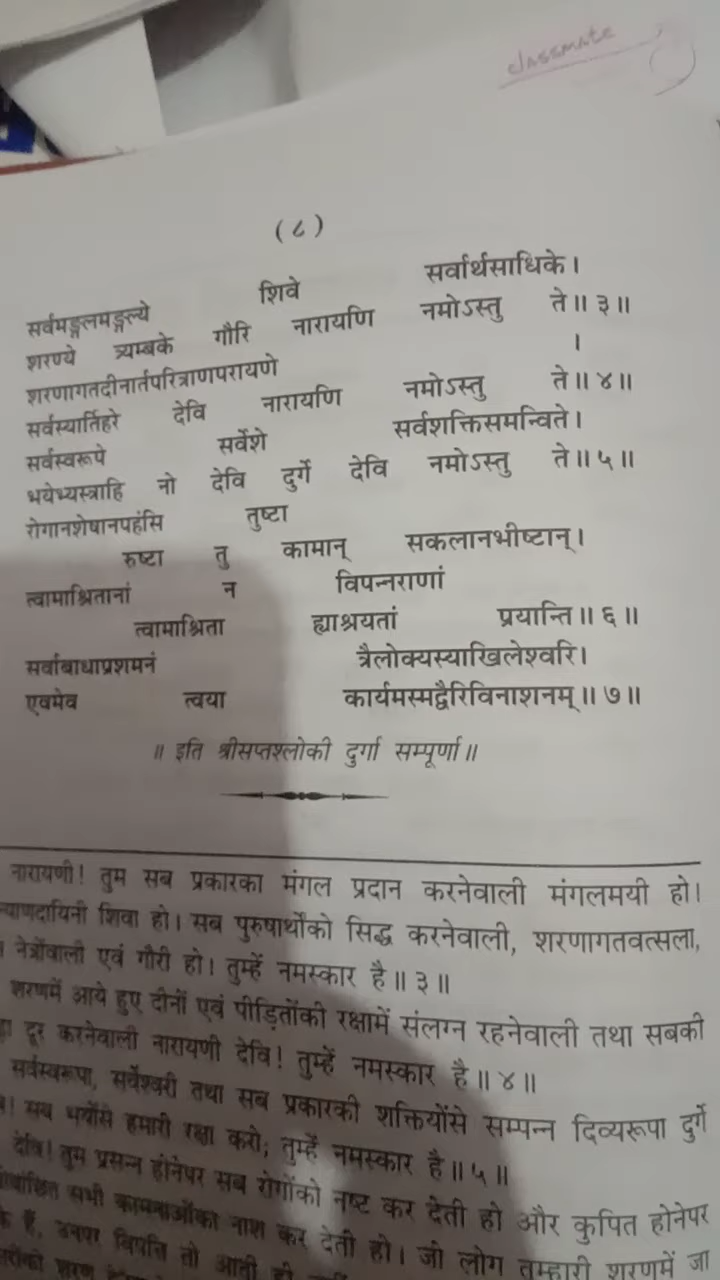 classmate
(८)
सर्वमङ्गलमङ्गल्ये शिवे सर्वार्थसाधिके।
शरण्ये त्र्यम्बके गौरि नारायणि नमोऽस्तु ते॥ ३॥
शरणागतदीनार्तपरित्राणपरायणे ।
सर्वस्यार्तिहरे देवि नारायणि नमोऽस्तु ते॥ ४॥
सर्वस्वरूपे सर्वेशे सर्वशक्तिसमन्विते।
भयेभ्यस्त्राहि नो देवि दुर्गे देवि नमोऽस्तु ते॥ ५॥
रोगानशेषानपहंसि तुष्टा
रुष्टा तु कामान् सकलानभीष्टान्।
त्वामाश्रितानां न विपन्नराणां
त्वामाश्रिता ह्याश्रयतां प्रयान्ति॥ ६॥
सर्वाबाधाप्रशमनं त्रैलोक्यस्याखिलेश्वरि।
एवमेव त्वया कार्यमस्मद्वैरिविनाशनम्॥ ७॥
॥ इति श्रीसप्तश्लोकी दुर्गा सम्पूर्णा॥
नारायणी! तुम सब प्रकारका मंगल प्रदान करनेवाली मंगलमयी हो।
शिवा हो। सब पुरुषार्थोंको सिद्ध करनेवाली, शरणागतवत्सला,
नेत्रोंवाली एवं गौरी हो। तुम्हें नमस्कार है॥ ३॥
शरणमें आये हुए दीनों एवं पीड़ितोंकी रक्षामें संलग्न रहनेवाली तथा सबकी
दूर करनेवाली नारायणी देवि! तुम्हें नमस्कार है॥ ४॥
सर्वस्वरूपा, सर्वेश्वरी तथा सब प्रकारकी शक्तियोंसे सम्पन्न दिव्यरूपा दुर्गे
सब भयोंसे हमारी रक्षा करो; तुम्हें नमस्कार है॥ ५॥
देवि! तुम प्रसन्न होनेपर सब रोगोंको नष्ट कर देती हो और कुपित होनेपर
सभी कामनाओंका नाश कर देती हो। जो लोग तुम्हारी शरणमें जा
हैं, उनपर विपत्ति तो आती ही
शरण